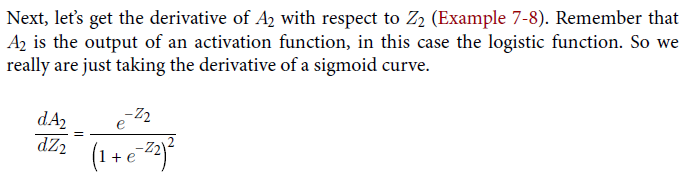 Next, let's get the derivative of A₂ with respect to Z₂ (Example 7-8). Remember that
A₂ is the output of an activation function, in this case the logistic function. So we
really are just taking the derivative of a sigmoid curve.
dA₂/dZ₂ = e^(-Z₂)/(1 + e^(-Z₂))²